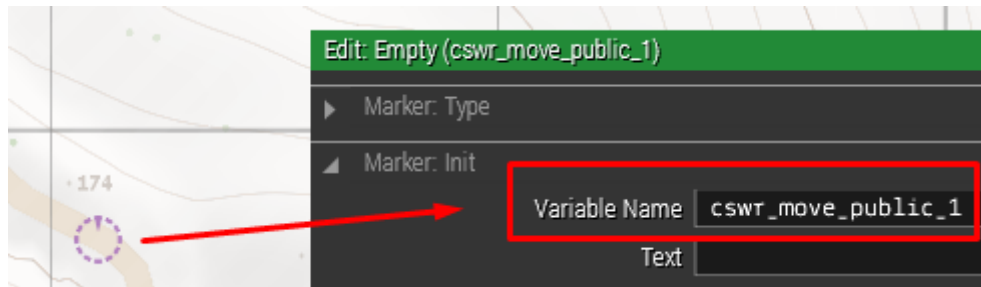 Edit: Empty (cswr_move_public_1)
Marker: Type
Marker: Init
174
Variable Name cswr_move_public_1
Text